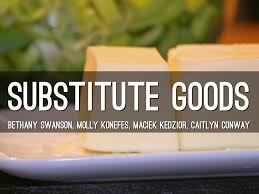 SUBSTITUTE GOODS
BETHANY SWANSON, MOLLY KONEFES, MACIEK KEDZIOR, CAITLYN CONWAY